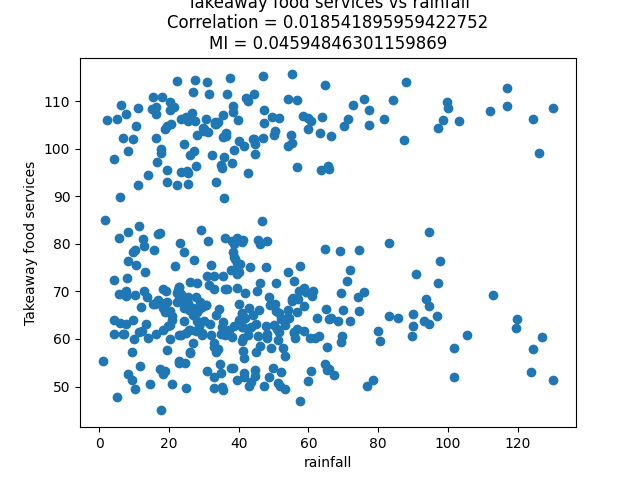 Takeaway food services vs rainfall
Correlation = 0.018541895959422752
MI = 0.04594846301159869
110
100
90
80
70
60
50
Takeaway food services
0 20 40 60 80 100 120
rainfall